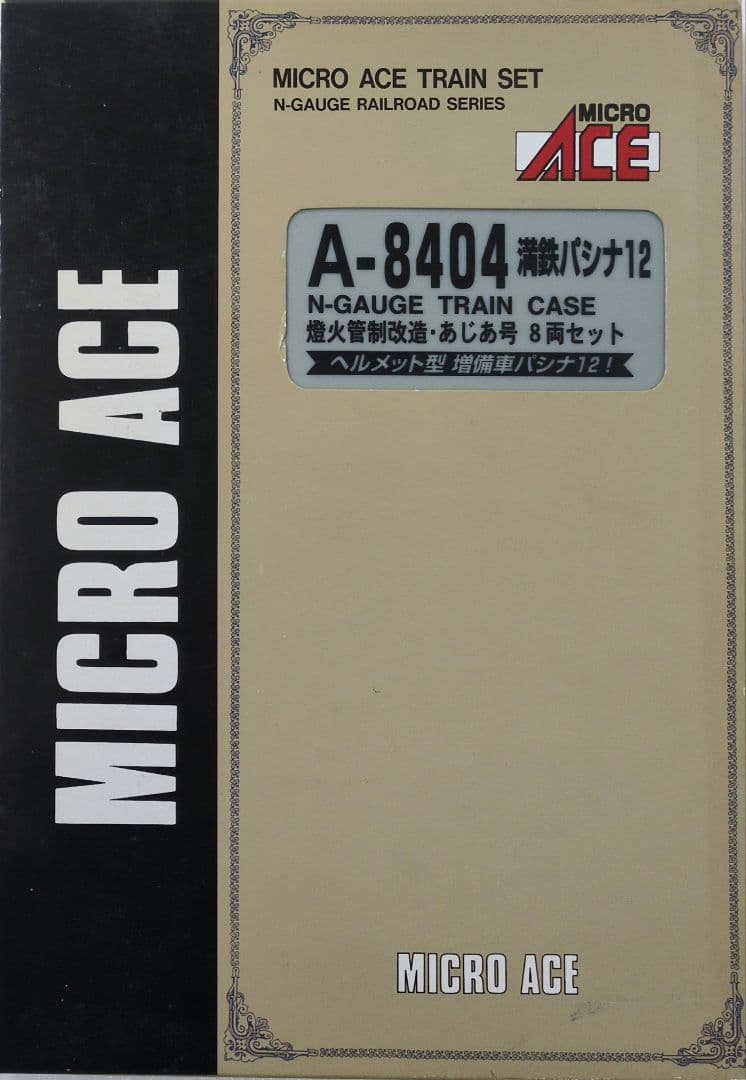 MICRO ACE
MICRO ACE TRAIN SET
N-GAUGE RAILROAD SERIES
MICRO
ACE
A-8404 満鉄パシナ12
N-GAUGE TRAIN CASE
燈火管制改造・あじあ号 8両セット
ヘルメット型 増備車パシナ12!
MICRO ACE